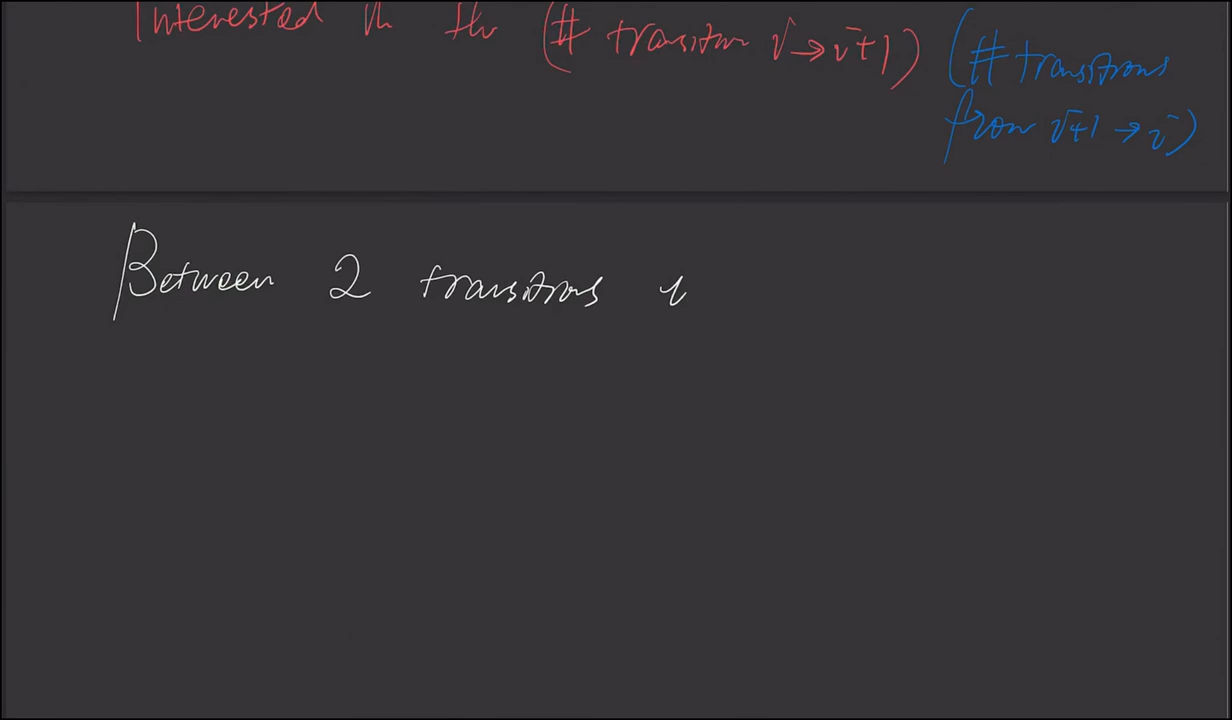 Interested in the (# transition i → i+1) (# transitions
from i+1 → i)
Between 2 transitions i